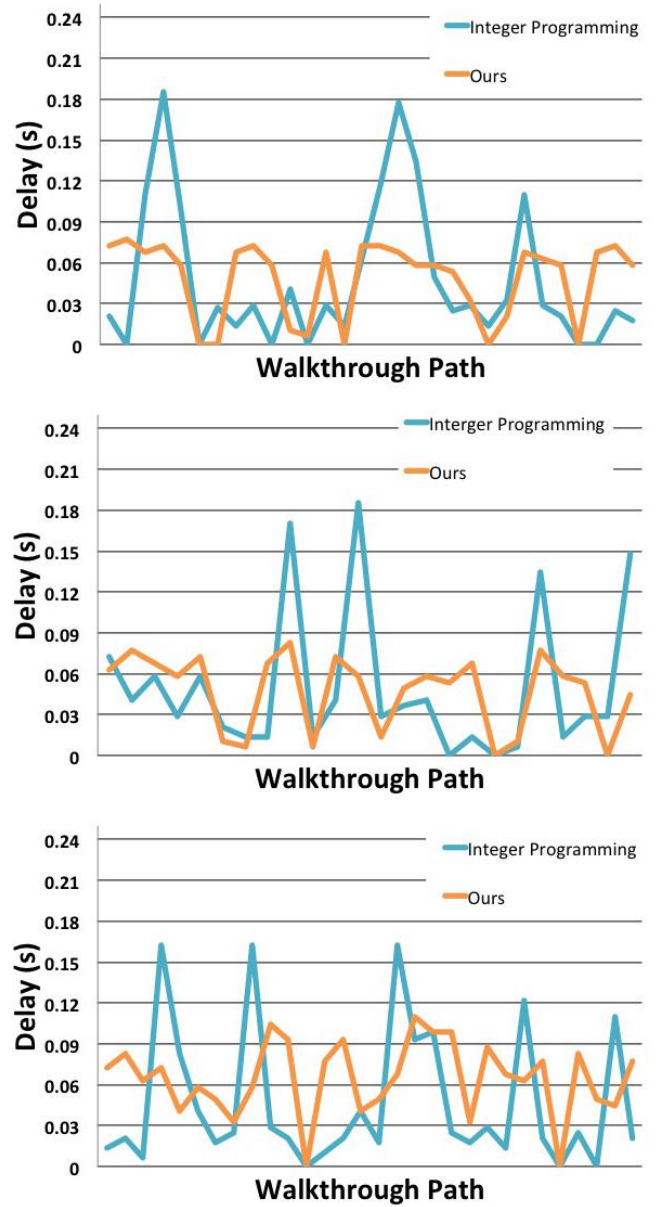 0.24
Integer Programming
0.21
Ours
0.18
0.15
0.12
0.09
0.06
0.03
0
Delay (s)
Walkthrough Path
0.24
Interger Programming
0.21
Ours
0.18
0.15
0.12
0.09
0.06
0.03
0
Delay (s)
Walkthrough Path
0.24
Integer Programming
0.21
Ours
0.18
0.15
0.12
0.09
0.06
0.03
0
Delay (s)
Walkthrough Path